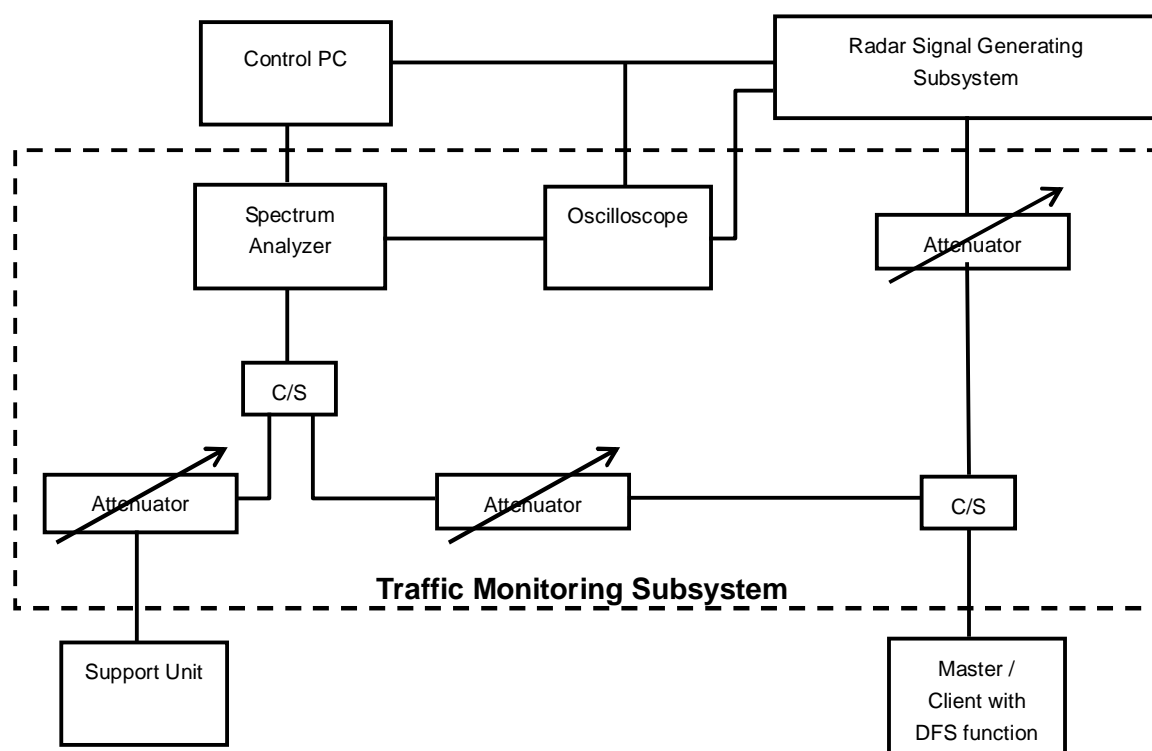 Control PC
Radar Signal Generating
Subsystem
Spectrum
Analyzer
Oscilloscope
Attenuator
C/S
Attenuator
Attenuator
C/S
Traffic Monitoring Subsystem
Support Unit
Master /
Client with
DFS function